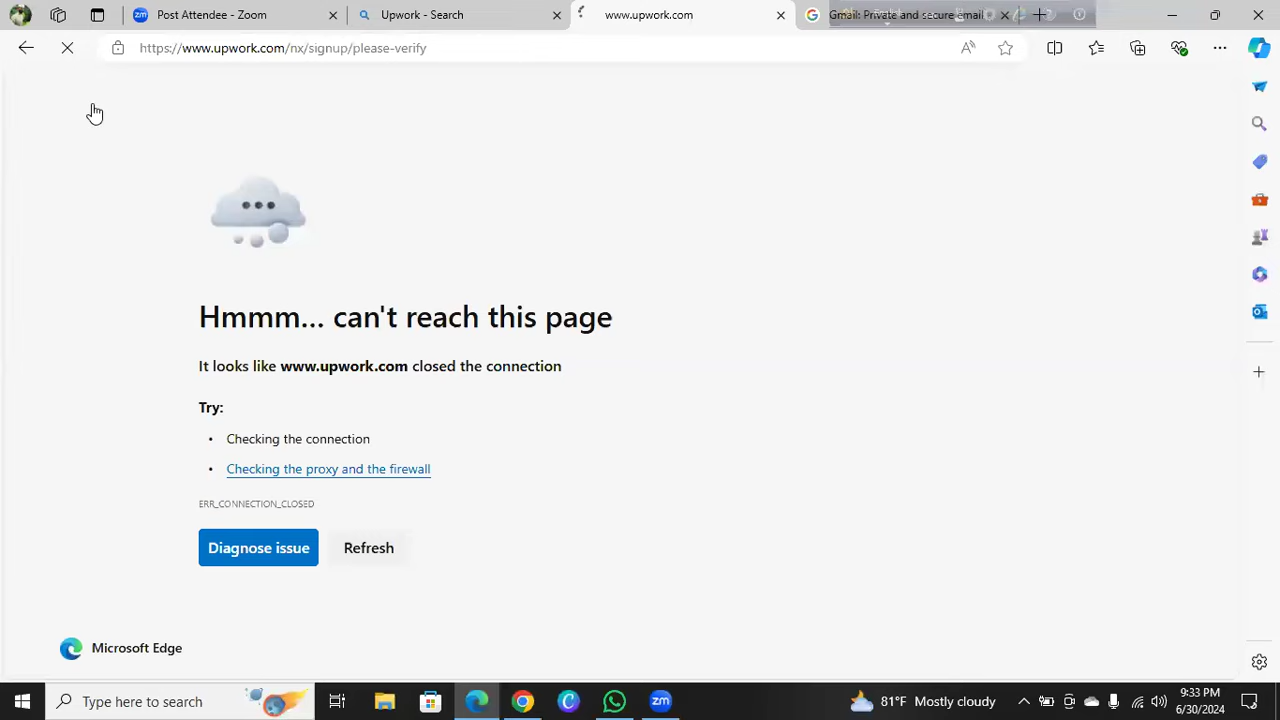 Post Attendee - Zoom
Upwork - Search
www.upwork.com
Gmail: Private and secure email
https://www.upwork.com/nx/signup/please-verify
Hmmm... can't reach this page
It looks like www.upwork.com closed the connection
Try:
• Checking the connection
• Checking the proxy and the firewall
ERR_CONNECTION_CLOSED
Diagnose issue
Refresh
Microsoft Edge
Type here to search
zm
81°F Mostly cloudy
9:33 PM
6/30/2024